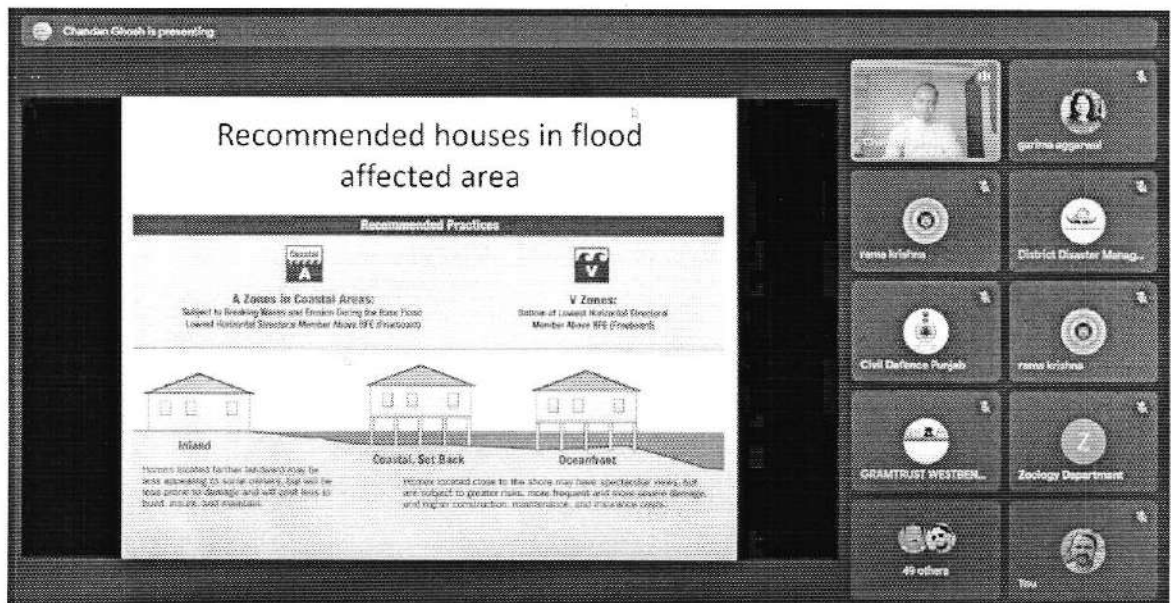 Chandan Ghosh is presenting
Recommended houses in flood
affected area
Recommended Practices
Coastal
A
V
A Zones in Coastal Areas:
Subject to Breaking Waves and Erosion During the Base Flood
Lowest Horizontal Structural Member Above BFE (Freeboard)
V Zones:
Bottom of Lowest Horizontal Structural
Member Above BFE (Freeboard)
Inland
Coastal, Set Back
Oceanfront
Homes located farther landward may be
less appealing to some owners, but will be
less prone to damage and will cost less to
build, insure, and maintain.
Homes located close to the shore may have spectacular views, but
are subject to greater risks, more frequent and more severe damage,
and higher construction, maintenance, and insurance costs.
garima aggarwal
rama krishna
District Disaster Manag...
Civil Defence Punjab
rama krishna
GRAMTRUST WESTBEN...
Z
Zoology Department
49 others
You